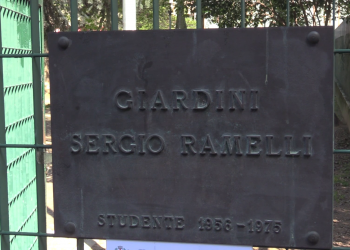 GIARDINI
SERGIO RAMELLI
STUDENTE 1956-1975